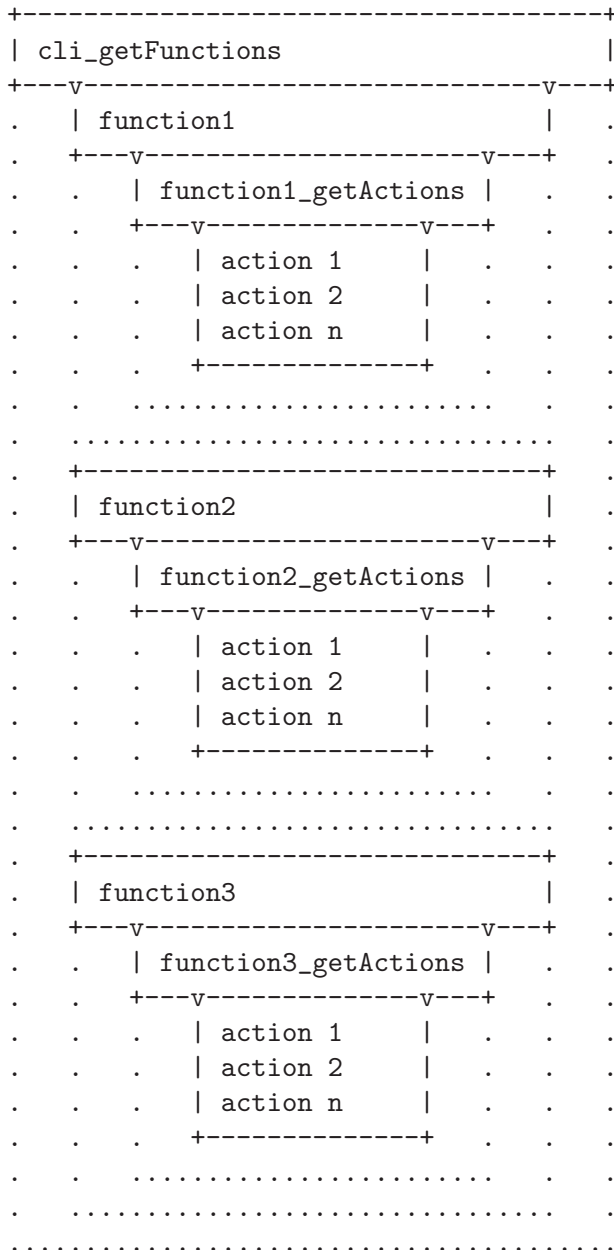 +---------------------------------------+
| cli_getFunctions                      |
+---v------------------------------v---+
.   | function1                    |   .
.   +---v----------------------v---+   .
.   .   | function1_getActions |   .   .
.   .   +---v--------------v---+   .   .
.   .   .   | action 1     |   .   .   .
.   .   .   | action 2     |   .   .   .
.   .   .   | action n     |   .   .   .
.   .   .   +--------------+   .   .   .
.   .   ........................   .   .
.   ................................   .
.   +------------------------------+   .
.   | function2                    |   .
.   +---v----------------------v---+   .
.   .   | function2_getActions |   .   .
.   .   +---v--------------v---+   .   .
.   .   .   | action 1     |   .   .   .
.   .   .   | action 2     |   .   .   .
.   .   .   | action n     |   .   .   .
.   .   .   +--------------+   .   .   .
.   .   ........................   .   .
.   ................................   .
.   +------------------------------+   .
.   | function3                    |   .
.   +---v----------------------v---+   .
.   .   | function3_getActions |   .   .
.   .   +---v--------------v---+   .   .
.   .   .   | action 1     |   .   .   .
.   .   .   | action 2     |   .   .   .
.   .   .   | action n     |   .   .   .
.   .   .   +--------------+   .   .   .
.   .   ........................   .   .
.   ................................   .
........................................